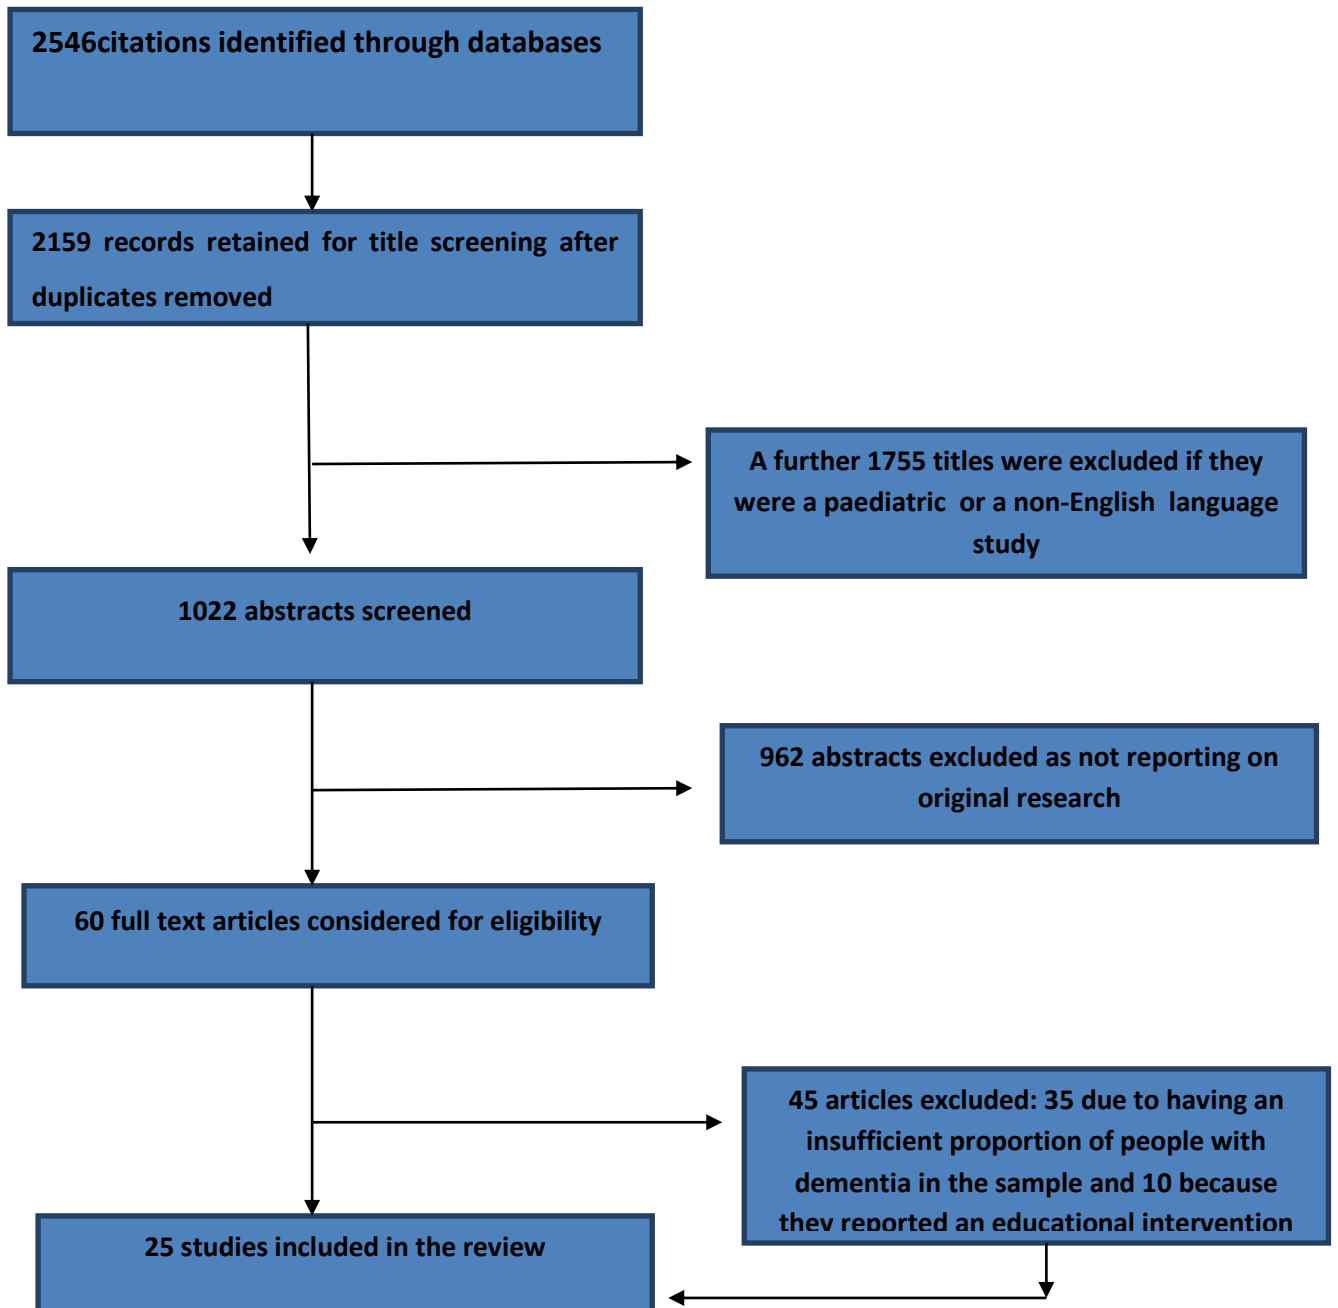 2546citations identified through databases
2159 records retained for title screening after
duplicates removed
A further 1755 titles were excluded if they
were a paediatric or a non-English language
study
1022 abstracts screened
962 abstracts excluded as not reporting on
original research
60 full text articles considered for eligibility
45 articles excluded: 35 due to having an
insufficient proportion of people with
dementia in the sample and 10 because
they reported an educational intervention
25 studies included in the review